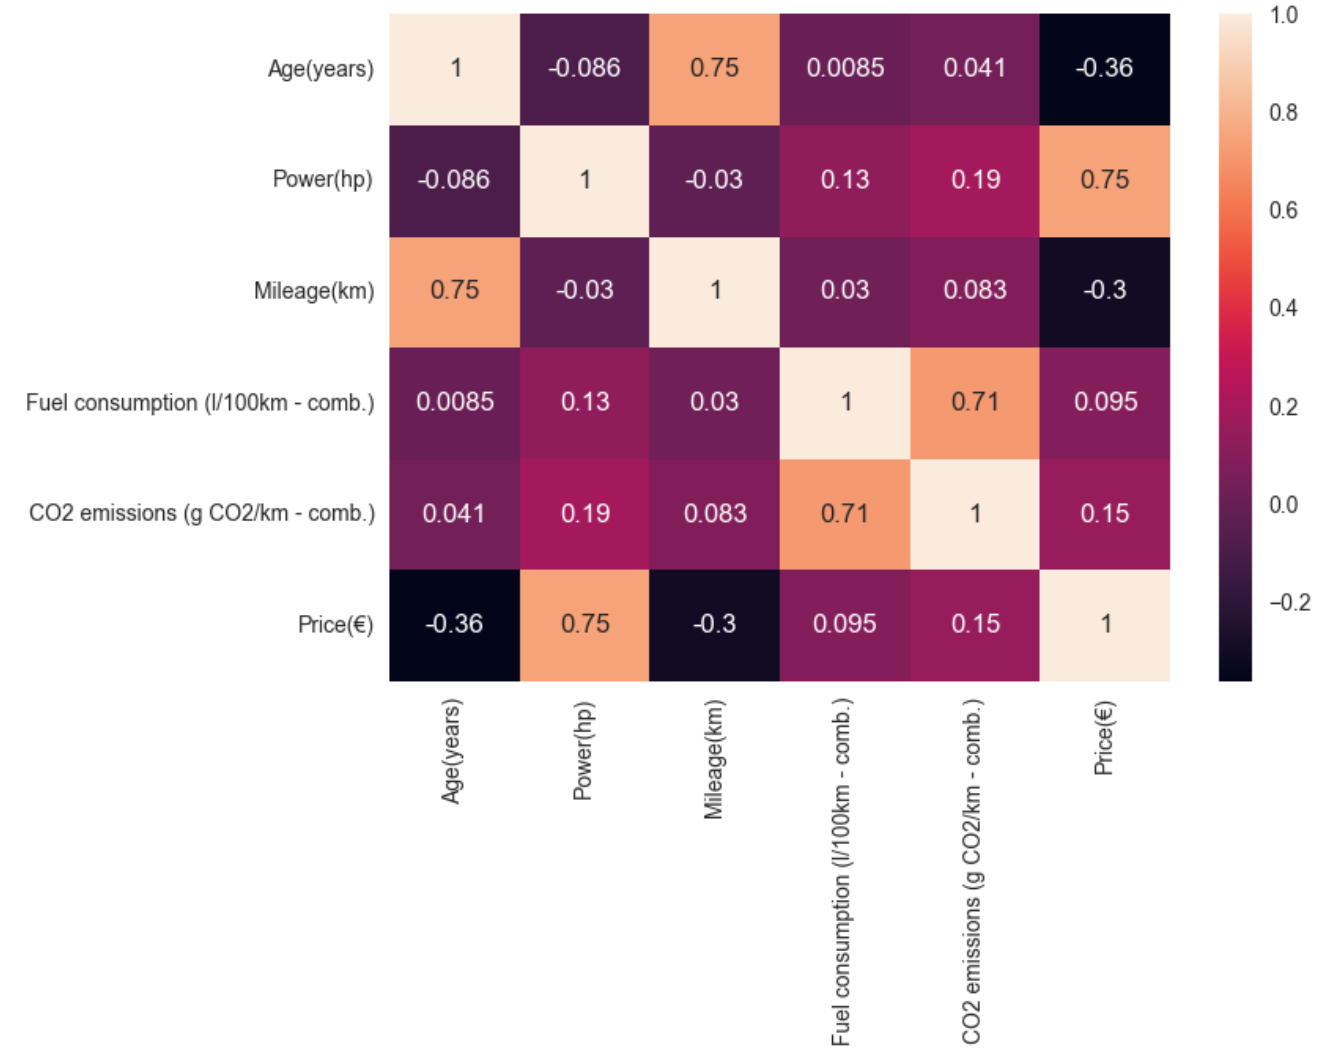 Age(years) 1 -0.086 0.75 0.0085 0.041 -0.36
Power(hp) -0.086 1 -0.03 0.13 0.19 0.75
Mileage(km) 0.75 -0.03 1 0.03 0.083 -0.3
Fuel consumption (l/100km - comb.) 0.0085 0.13 0.03 1 0.71 0.095
CO2 emissions (g CO2/km - comb.) 0.041 0.19 0.083 0.71 1 0.15
Price(€) -0.36 0.75 -0.3 0.095 0.15 1
Age(years)
Power(hp)
Mileage(km)
Fuel consumption (l/100km - comb.)
CO2 emissions (g CO2/km - comb.)
Price(€)
1.0
0.8
0.6
0.4
0.2
0.0
−0.2